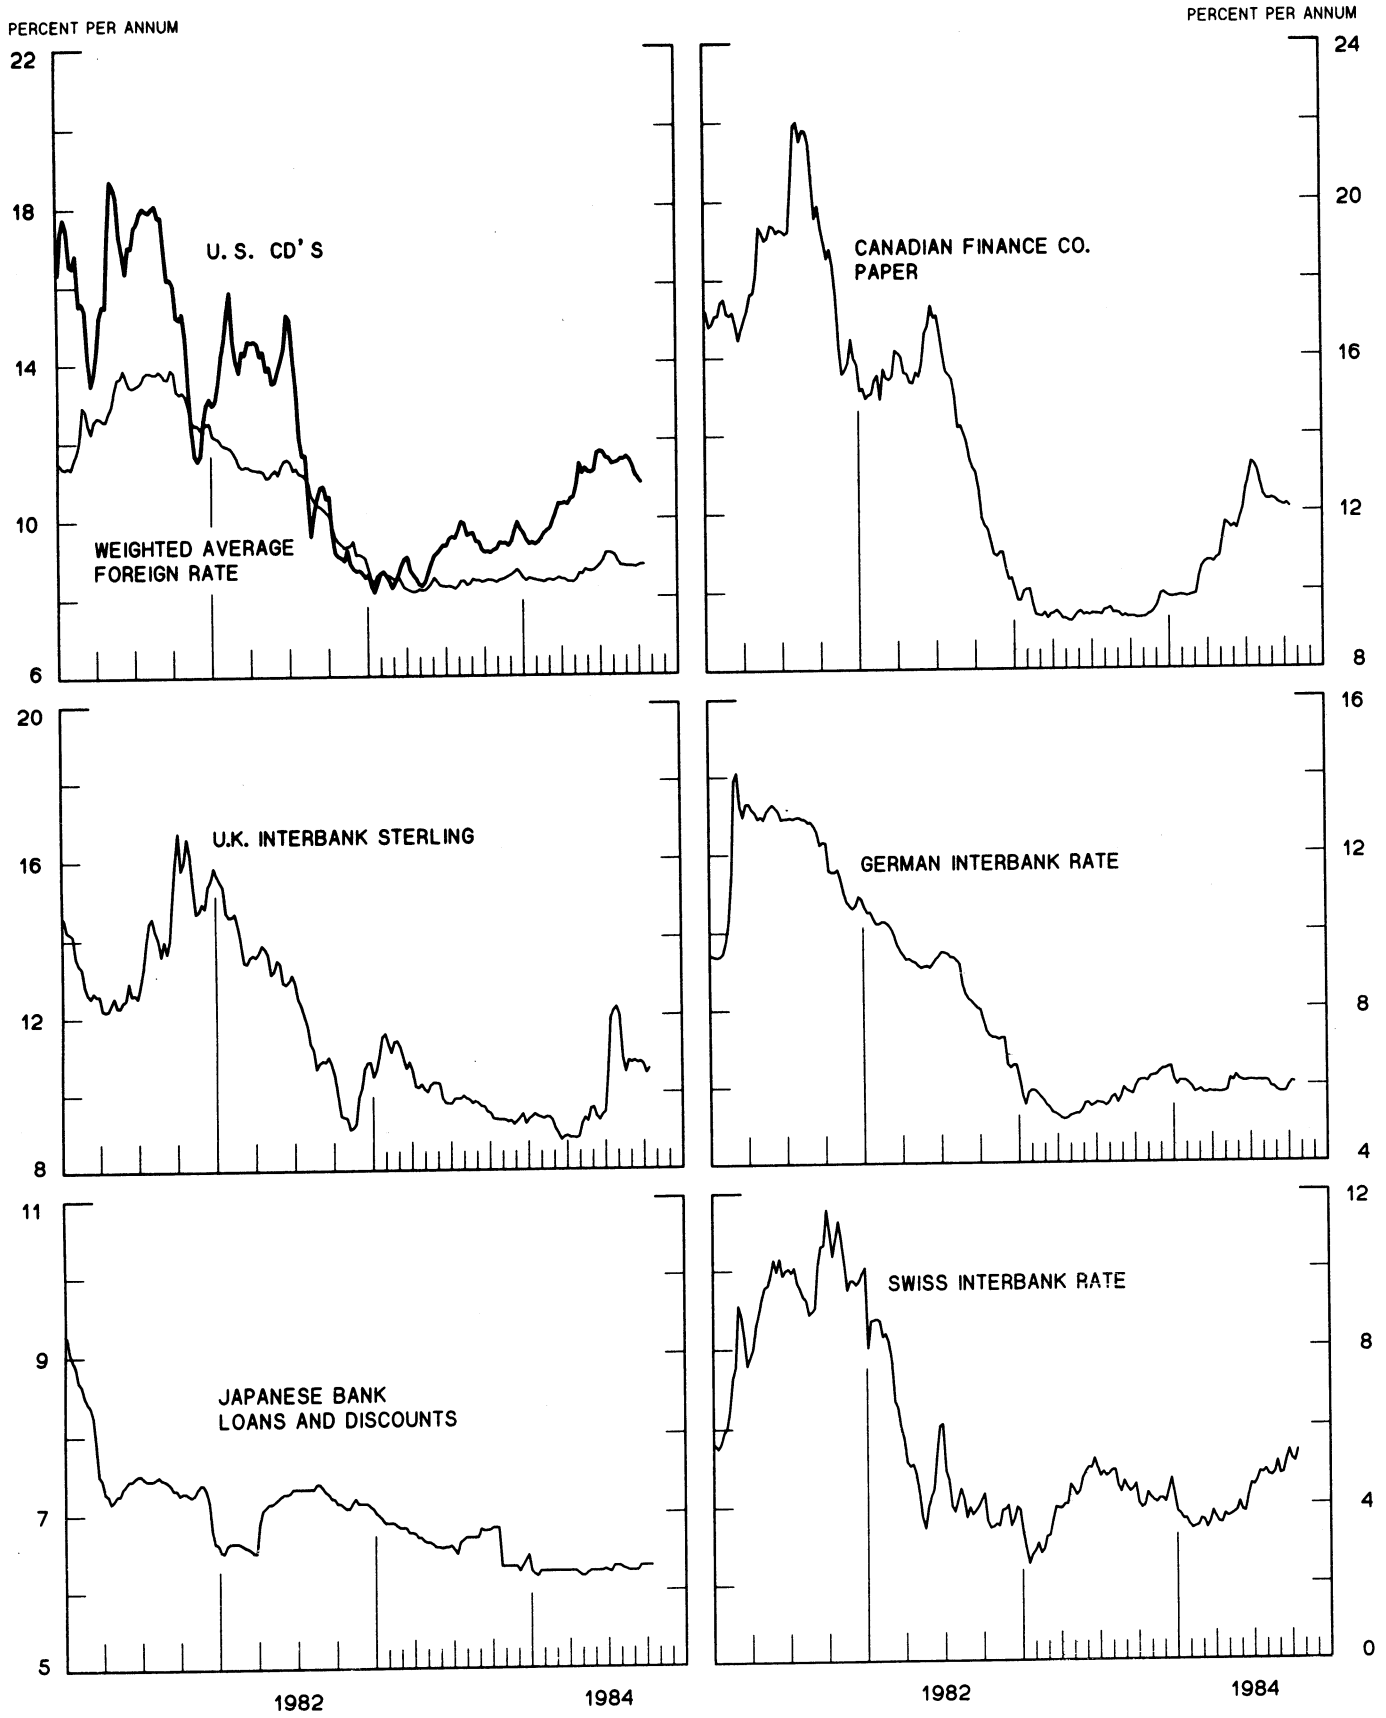 PERCENT PER ANNUM
PERCENT PER ANNUM
22
18
14
10
6
U.S. CD'S
WEIGHTED AVERAGE
FOREIGN RATE
24
20
16
12
8
CANADIAN FINANCE CO.
PAPER
20
16
12
8
U.K. INTERBANK STERLING
16
12
8
4
GERMAN INTERBANK RATE
11
9
7
5
JAPANESE BANK
LOANS AND DISCOUNTS
1982
1984
12
8
4
0
SWISS INTERBANK RATE
1982
1984